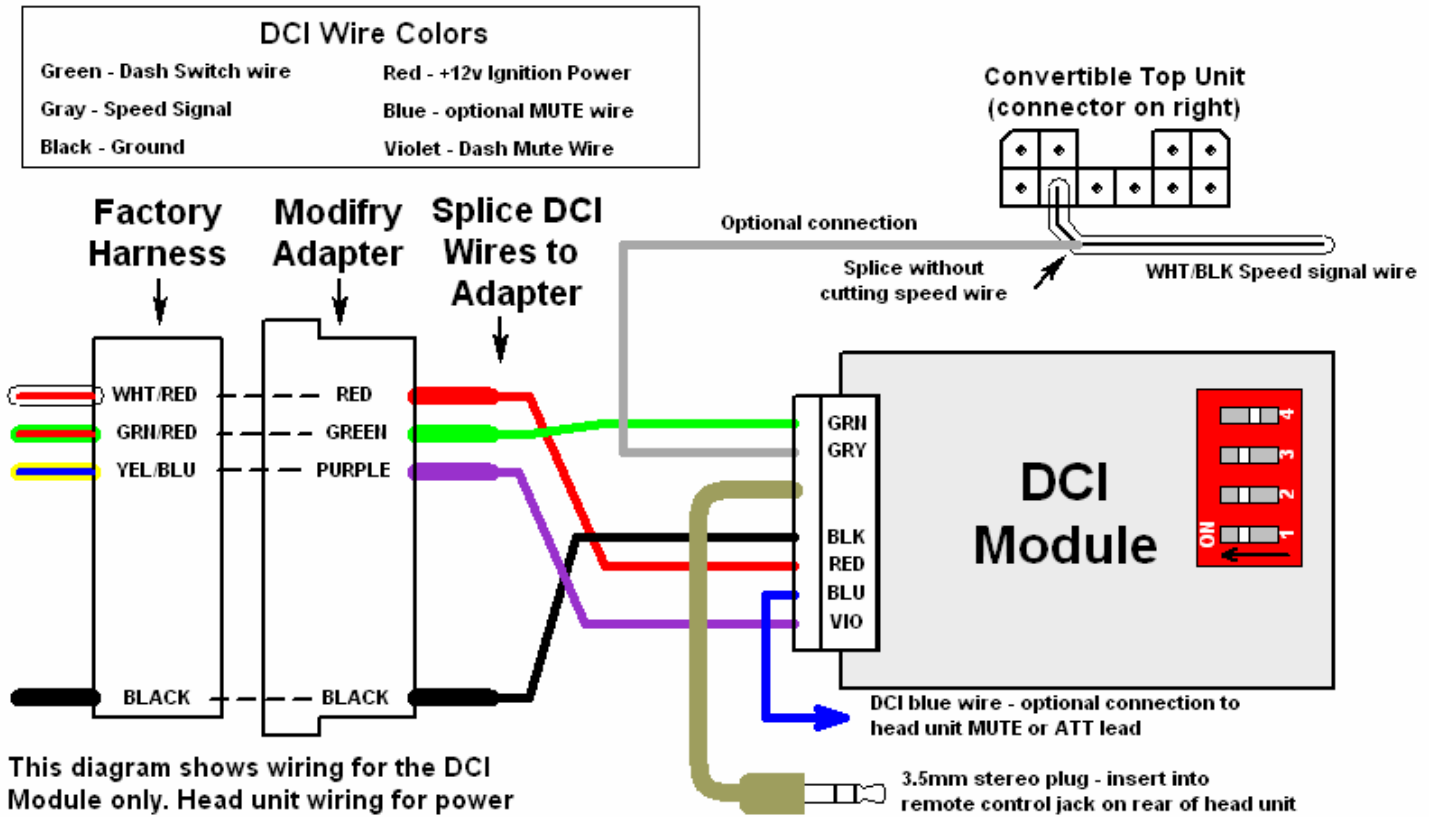 DCI Wire Colors
Green - Dash Switch wire
Red - +12v Ignition Power
Gray - Speed Signal
Blue - optional MUTE wire
Black - Ground
Violet - Dash Mute Wire
Convertible Top Unit
(connector on right)
Factory
Harness
Modifry
Adapter
Splice DCI
Wires to
Adapter
Optional connection
Splice without
cutting speed wire
WHT/BLK Speed signal wire
WHT/RED
RED
GRN/RED
GREEN
YEL/BLU
PURPLE
BLACK
BLACK
GRN
GRY
BLK
RED
BLU
VIO
DCI
Module
4
3
2
1
ON
DCI blue wire - optional connection to
head unit MUTE or ATT lead
3.5mm stereo plug - insert into
remote control jack on rear of head unit
This diagram shows wiring for the DCI
Module only. Head unit wiring for power